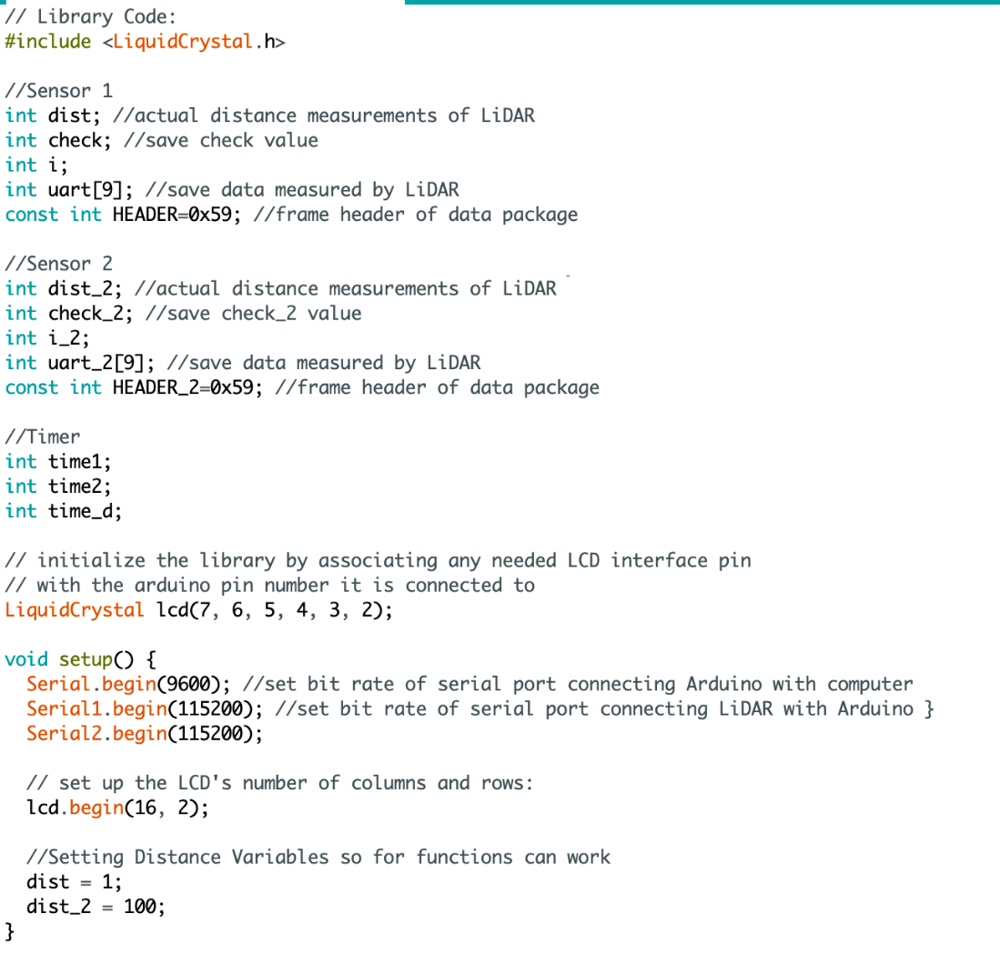 // Library Code:
#include <LiquidCrystal.h>
//Sensor 1
int dist; //actual distance measurements of LiDAR
int check; //save check value
int i;
int uart[9]; //save data measured by LiDAR
const int HEADER=0x59; //frame header of data package
//Sensor 2
int dist_2; //actual distance measurements of LiDAR
int check_2; //save check_2 value
int i_2;
int uart_2[9]; //save data measured by LiDAR
const int HEADER_2=0x59; //frame header of data package
//Timer
int time1;
int time2;
int time_d;
// initialize the library by associating any needed LCD interface pin
// with the arduino pin number it is connected to
LiquidCrystal lcd(7, 6, 5, 4, 3, 2);
void setup() {
  Serial.begin(9600); //set bit rate of serial port connecting Arduino with computer
  Serial1.begin(115200); //set bit rate of serial port connecting LiDAR with Arduino }
  Serial2.begin(115200);
  // set up the LCD's number of columns and rows:
  lcd.begin(16, 2);
  //Setting Distance Variables so for functions can work
  dist = 1;
  dist_2 = 100;
}